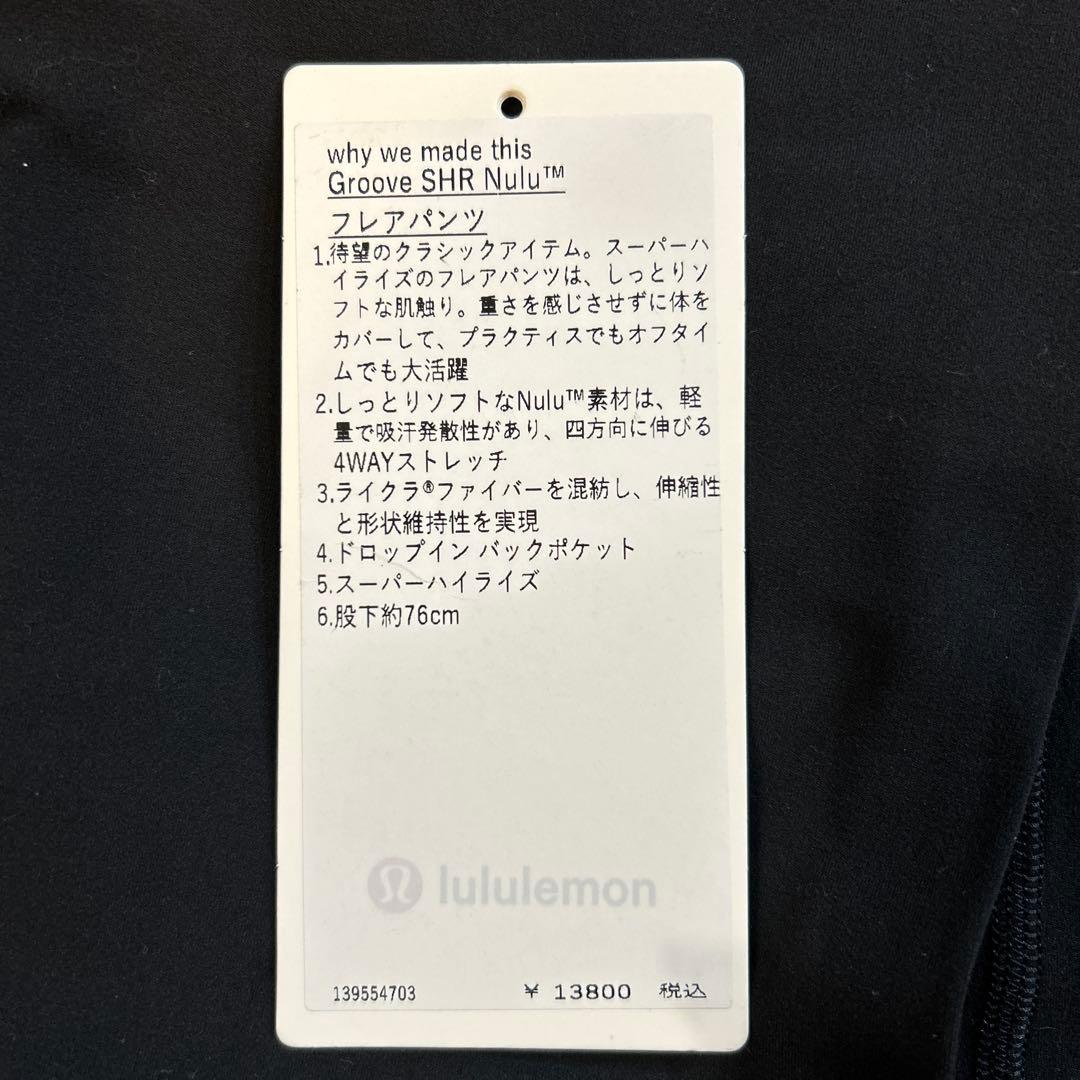 why we made this
Groove SHR Nulu™
フレアパンツ
1.待望のクラシックアイテム。スーパーハ
イライズのフレアパンツは、しっとりソ
フトな肌触り。重さを感じさせずに体を
カバーして、プラクティスでもオフタイ
ムでも大活躍
2.しっとりソフトなNulu™素材は、軽
量で吸汗発散性があり、四方向に伸びる
4WAYストレッチ
3.ライクラ®ファイバーを混紡し、伸縮性
と形状維持性を実現
4.ドロップイン バックポケット
5.スーパーハイライズ
6.股下約76cm
lululemon
139554703 ¥ 13800 税込